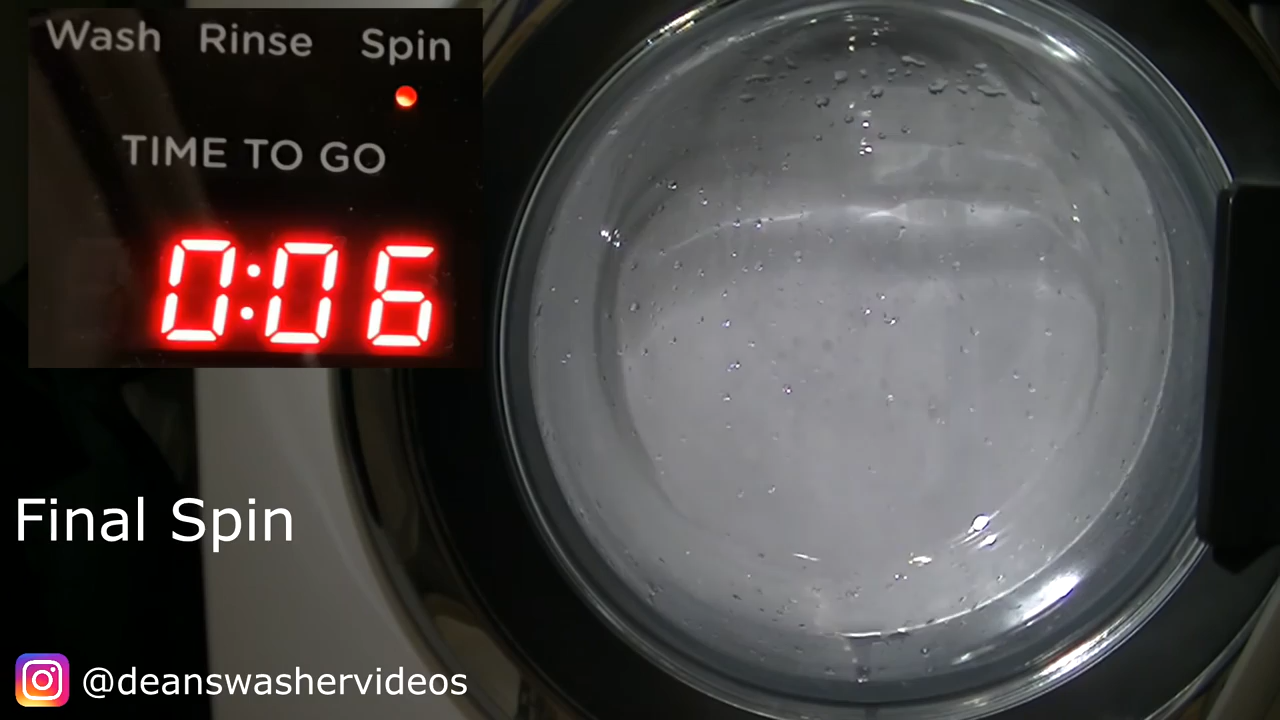 Wash Rinse Spin
TIME TO GO
0:06
Final Spin
@deanswashervideos